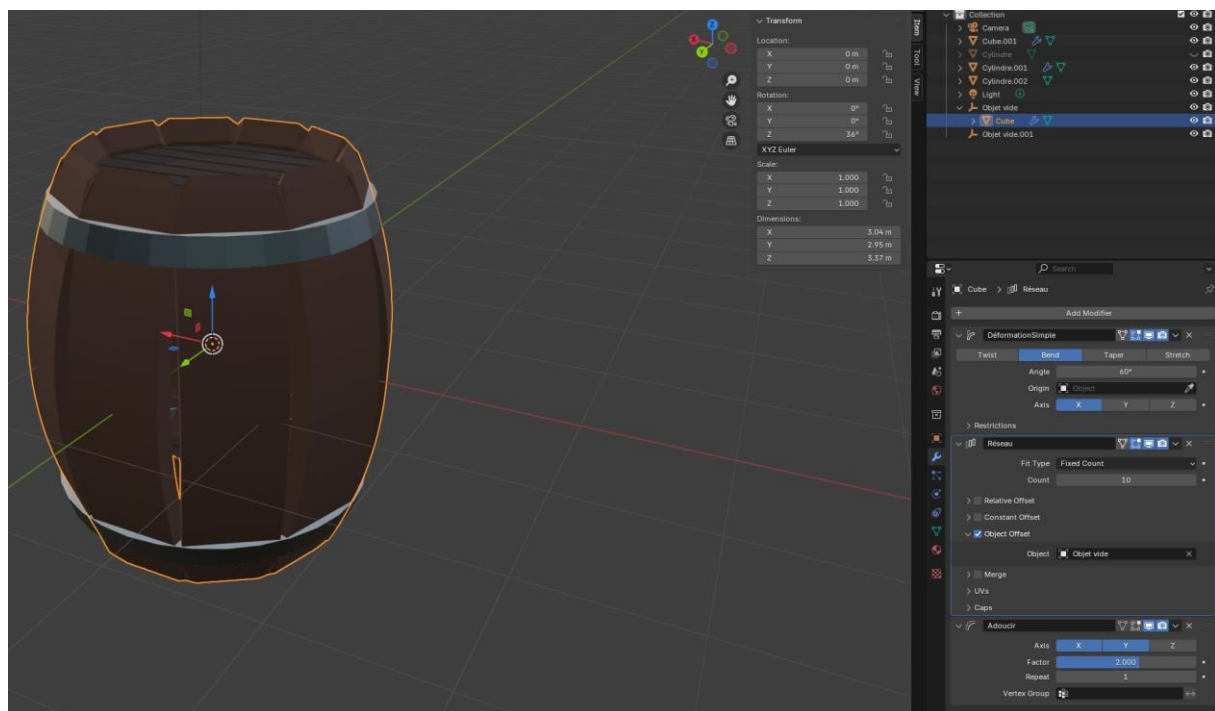 Transform
Location:
X 0 m
Y 0 m
Z 0 m
Rotation:
X 0°
Y 0°
Z 36°
XYZ Euler
Scale:
X 1.000
Y 1.000
Z 1.000
Dimensions:
X 3.04 m
Y 2.95 m
Z 3.37 m
Item
Tool
View
Z
X
Y
Collection
Camera
Cube.001
Cylindre
Cylindre.001
Cylindre.002
Light
Objet vide
Cube
Objet vide.001
Search
Cube > Réseau
Add Modifier
DéformationSimple
Twist Bend Taper Stretch
Angle 60°
Origin Object
Axis X Y Z
Restrictions
Réseau
Fit Type Fixed Count
Count 10
Relative Offset
Constant Offset
Object Offset
Object Objet vide
Merge
UVs
Caps
Adoucir
Axis X Y Z
Factor 2.000
Repeat 1
Vertex Group